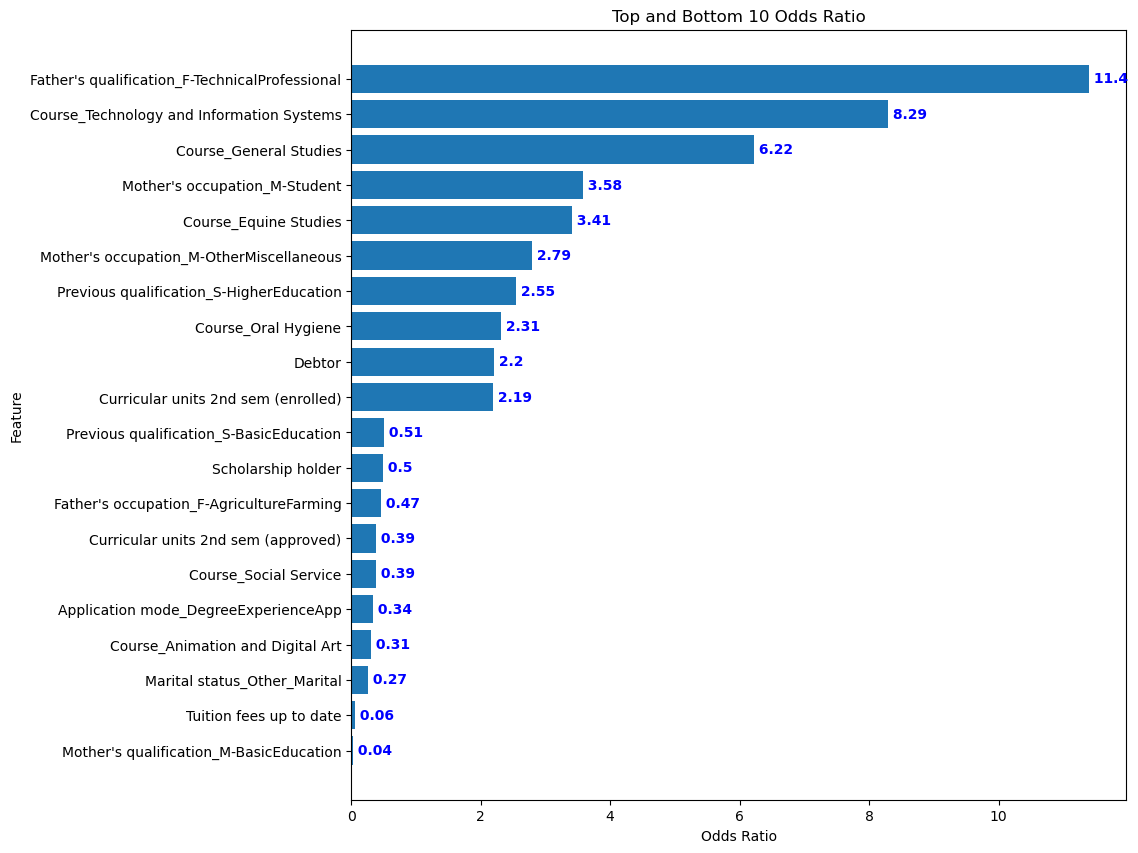 Top and Bottom 10 Odds Ratio
Father's qualification_F-TechnicalProfessional 11.4
Course_Technology and Information Systems 8.29
Course_General Studies 6.22
Mother's occupation_M-Student 3.58
Course_Equine Studies 3.41
Mother's occupation_M-OtherMiscellaneous 2.79
Previous qualification_S-HigherEducation 2.55
Course_Oral Hygiene 2.31
Debtor 2.2
Curricular units 2nd sem (enrolled) 2.19
Previous qualification_S-BasicEducation 0.51
Scholarship holder 0.5
Father's occupation_F-AgricultureFarming 0.47
Curricular units 2nd sem (approved) 0.39
Course_Social Service 0.39
Application mode_DegreeExperienceApp 0.34
Course_Animation and Digital Art 0.31
Marital status_Other_Marital 0.27
Tuition fees up to date 0.06
Mother's qualification_M-BasicEducation 0.04
Feature
0 2 4 6 8 10
Odds Ratio